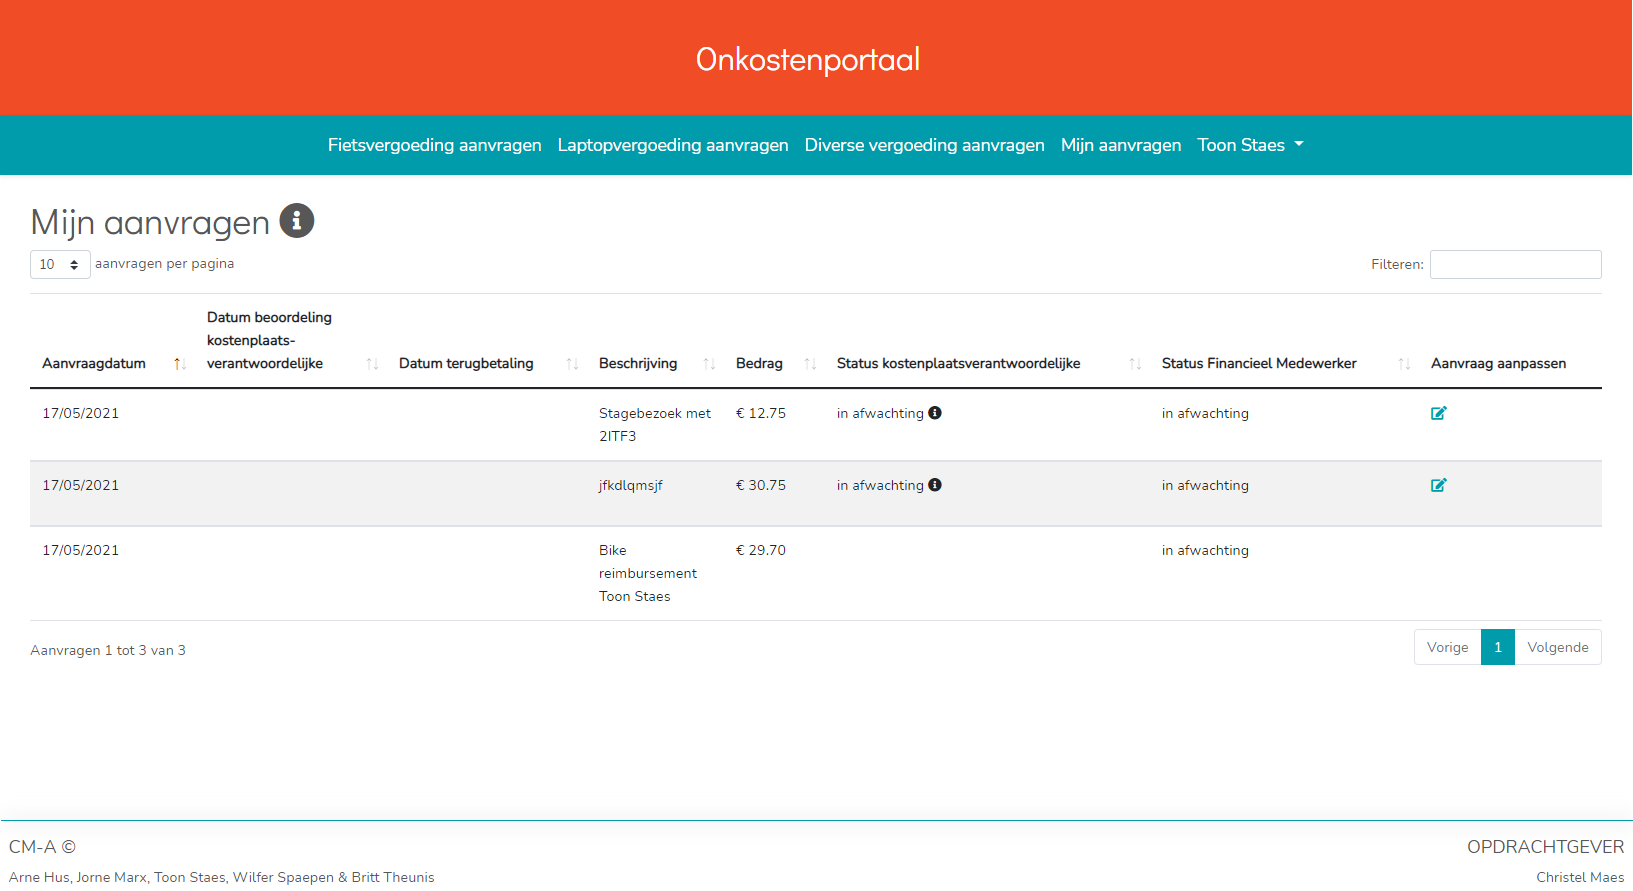 Onkostenportaal
Fietsvergoeding aanvragen Laptopvergoeding aanvragen Diverse vergoeding aanvragen Mijn aanvragen Toon Staes
Mijn aanvragen
10 aanvragen per pagina
Filteren:
Aanvraagdatum
Datum beoordeling
kostenplaats-
verantwoordelijke
Datum terugbetaling
Beschrijving
Bedrag
Status kostenplaatsverantwoordelijke
Status Financieel Medewerker
Aanvraag aanpassen
17/05/2021
Stagebezoek met
2ITF3
€ 12.75
in afwachting
in afwachting
17/05/2021
jfkdlqmsjf
€ 30.75
in afwachting
in afwachting
17/05/2021
Bike
reimbursement
Toon Staes
€ 29.70
in afwachting
Aanvragen 1 tot 3 van 3
Vorige 1 Volgende
CM-A ©
Arne Hus, Jorne Marx, Toon Staes, Wilfer Spaepen & Britt Theunis
OPDRACHTGEVER
Christel Maes